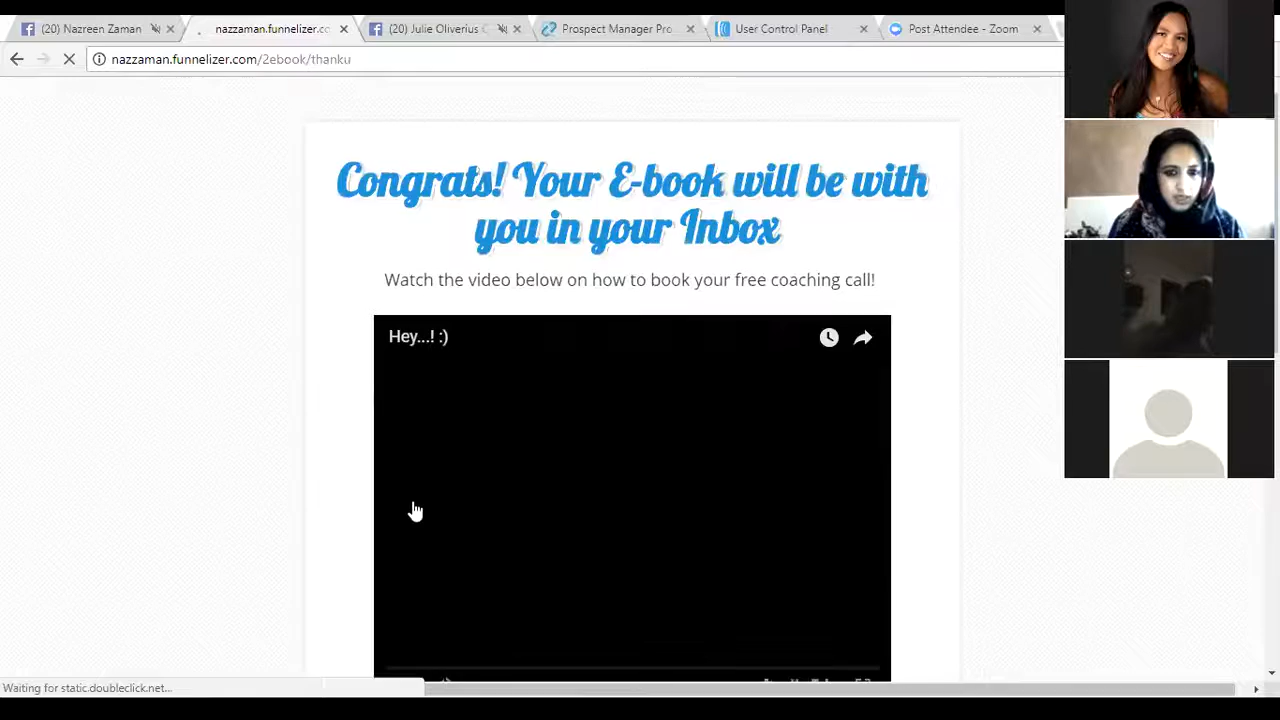 (20) Nazreen Zaman
nazzaman.funnelizer.co
(20) Julie Oliverius C
Prospect Manager Pro
User Control Panel
Post Attendee - Zoom
nazzaman.funnelizer.com/2ebook/thanku
Congrats! Your E-book will be with
you in your Inbox
Watch the video below on how to book your free coaching call!
Hey...! :)
Waiting for static.doubleclick.net...